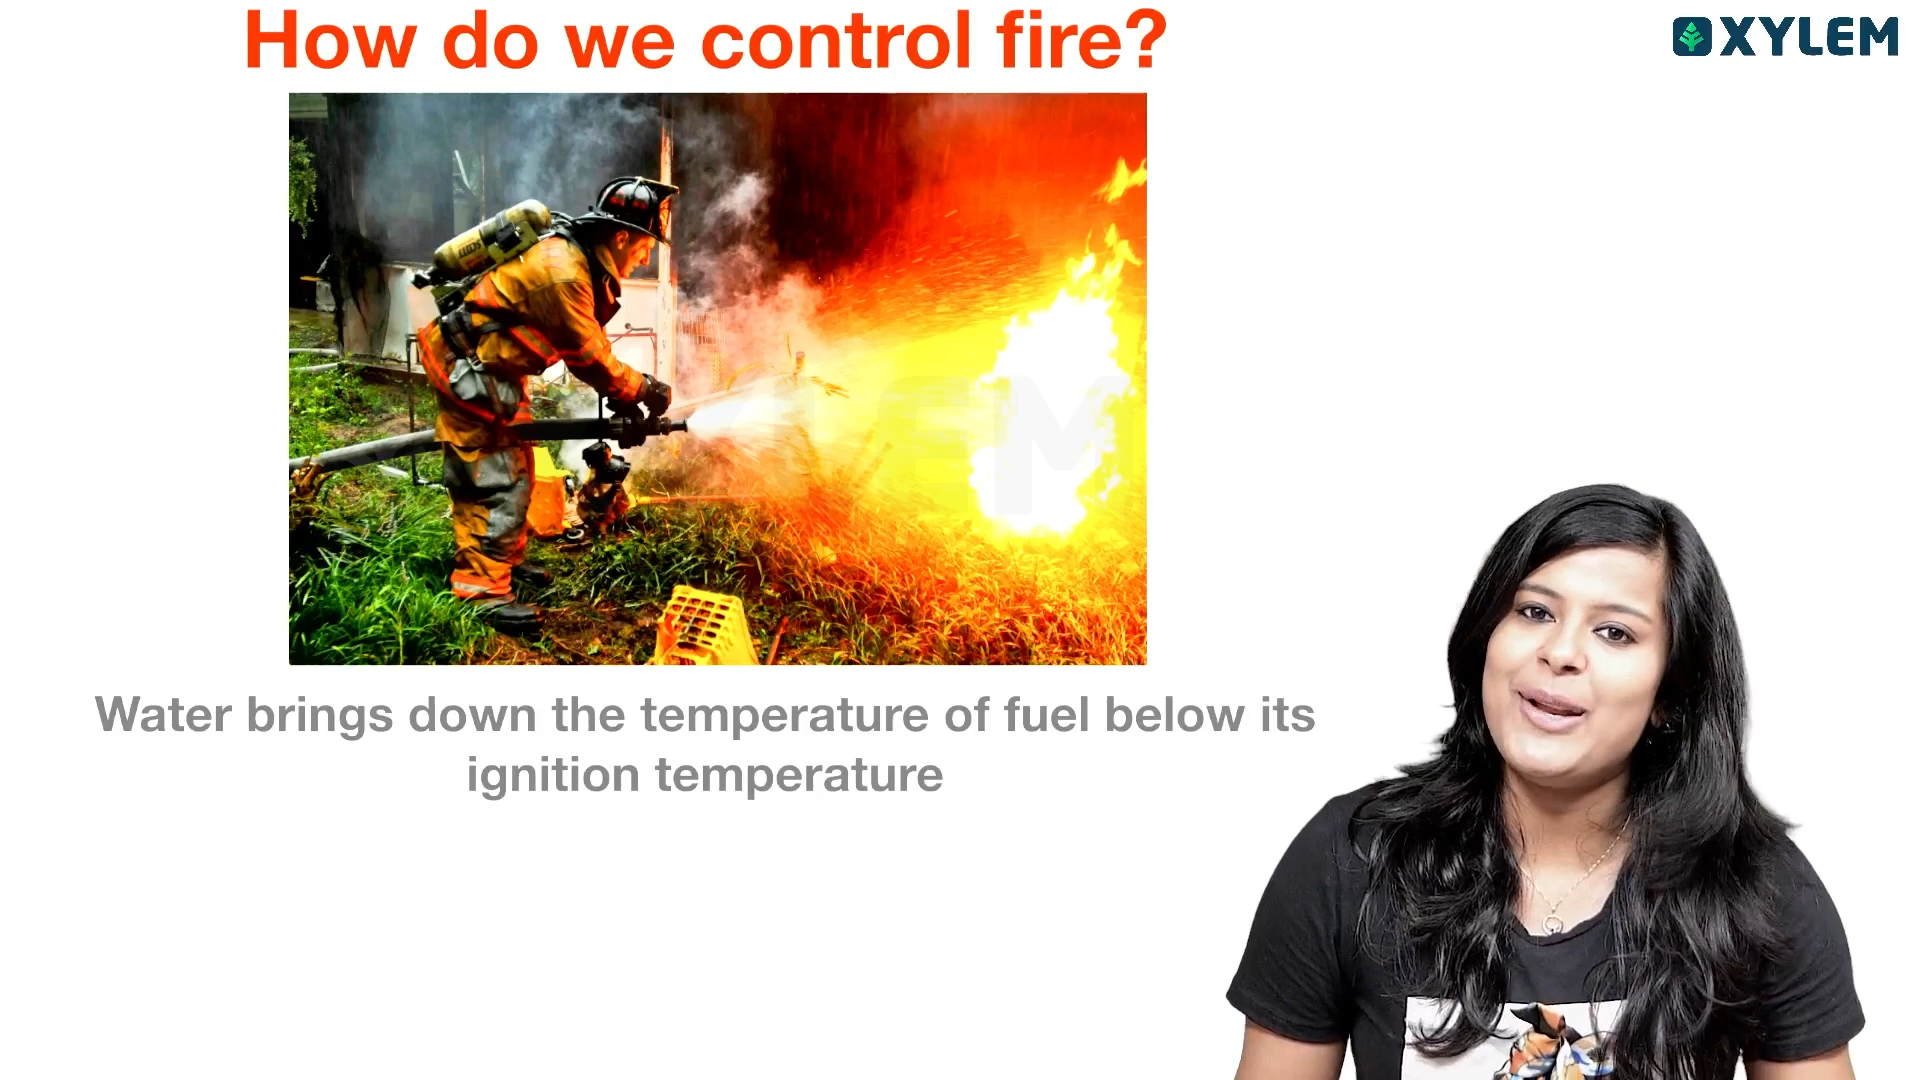 How do we control fire?
XYLEM
Water brings down the temperature of fuel below its
ignition temperature